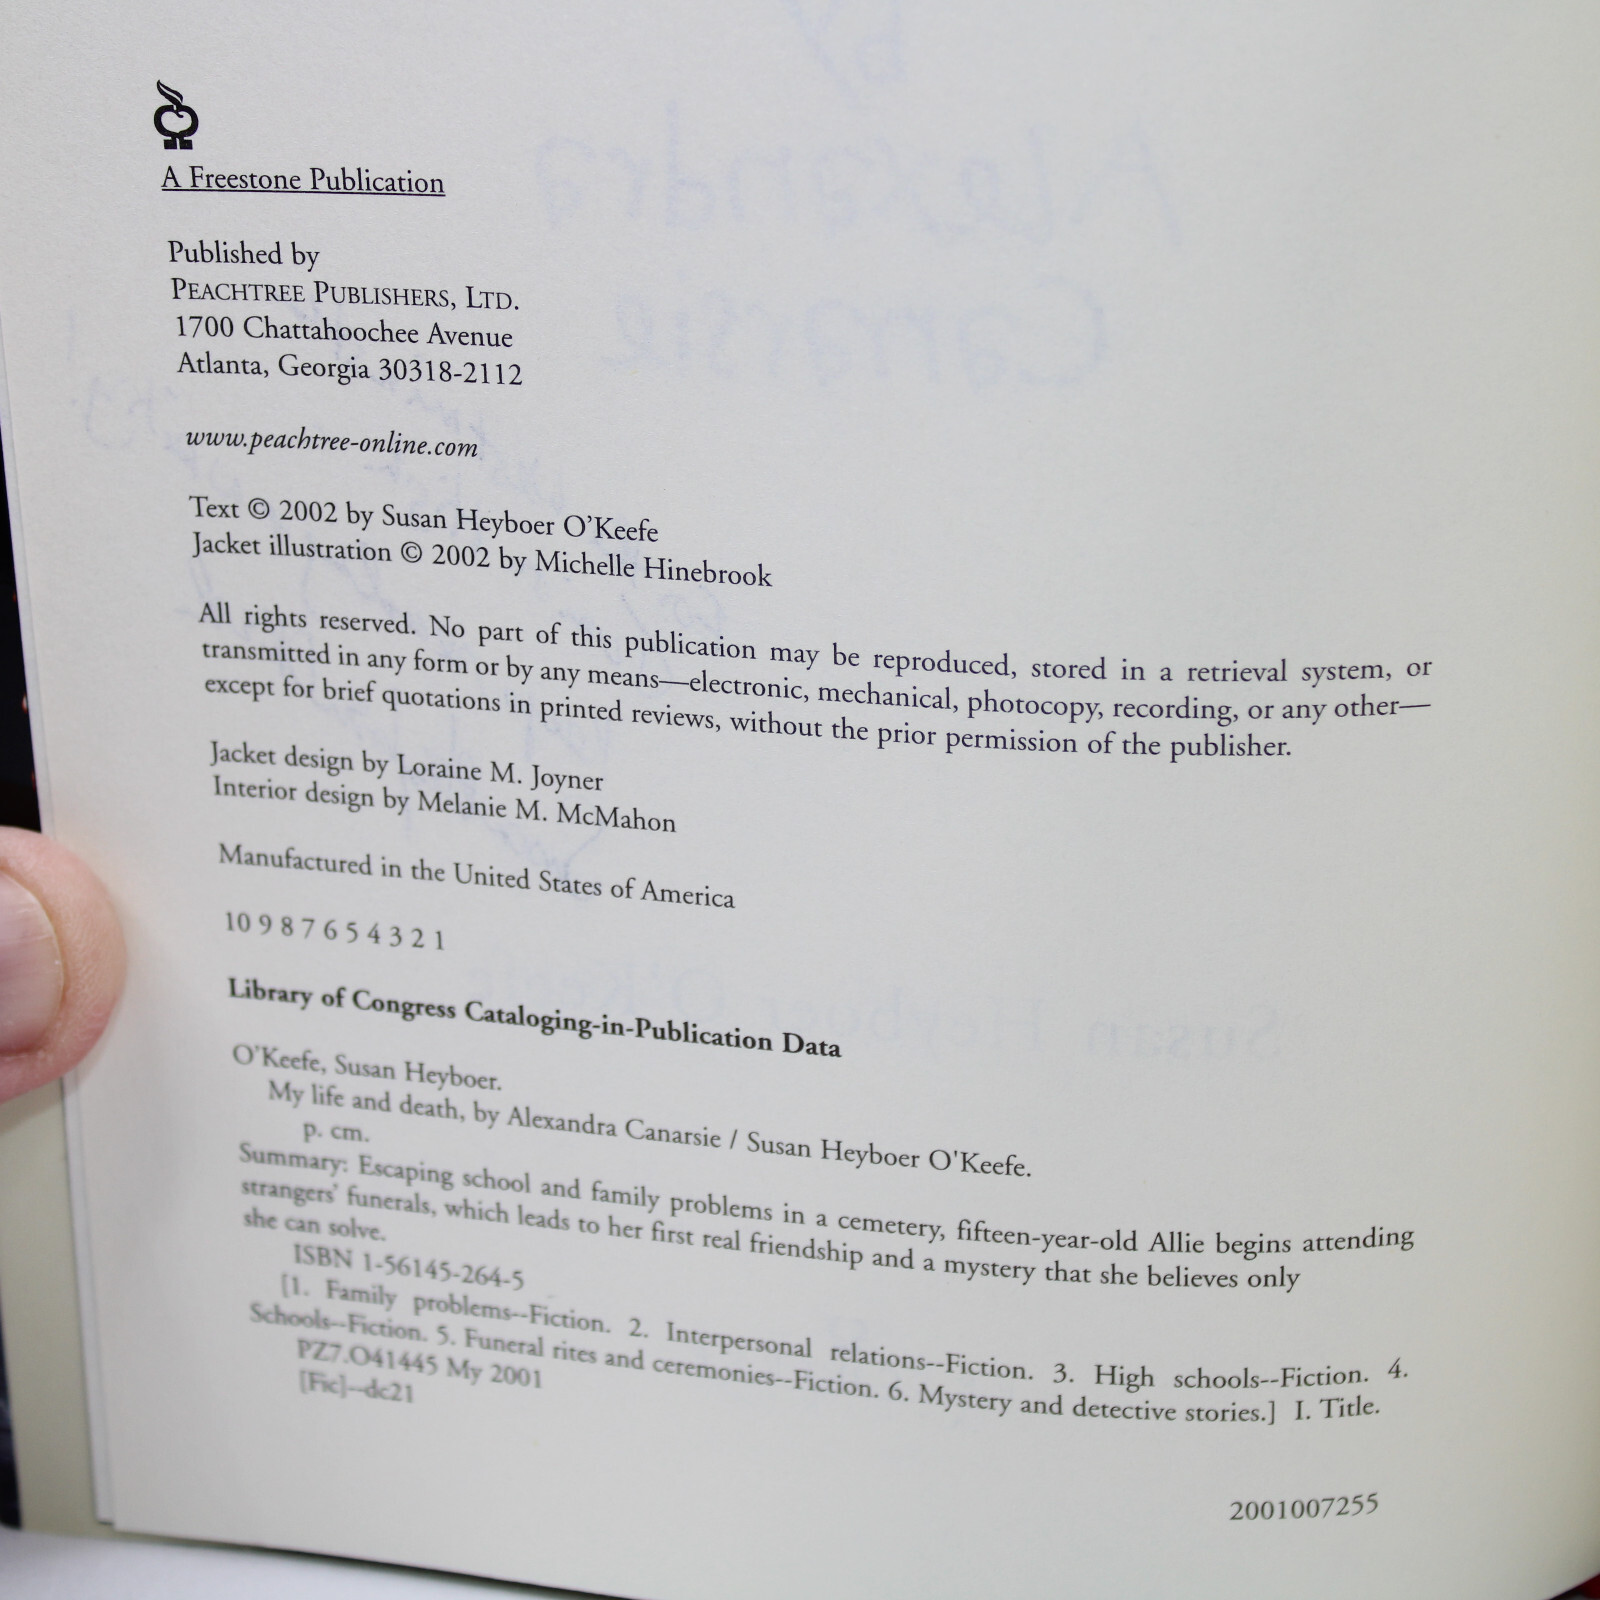 A Freestone Publication
Published by
PEACHTREE PUBLISHERS, LTD.
1700 Chattahoochee Avenue
Atlanta, Georgia 30318-2112
www.peachtree-online.com
Text © 2002 by Susan Heyboer O'Keefe
Jacket illustration © 2002 by Michelle Hinebrook
All rights reserved. No part of this publication may be reproduced, stored in a retrieval system, or
transmitted in any form or by any means—electronic, mechanical, photocopy, recording, or any other—
except for brief quotations in printed reviews, without the prior permission of the publisher.
Jacket design by Loraine M. Joyner
Interior design by Melanie M. McMahon
Manufactured in the United States of America
10 9 8 7 6 5 4 3 2 1
Library of Congress Cataloging-in-Publication Data
O'Keefe, Susan Heyboer.
My life and death, by Alexandra Canarsie / Susan Heyboer O'Keefe.
p. cm.
Summary: Escaping school and family problems in a cemetery, fifteen-year-old Allie begins attending
strangers' funerals, which leads to her first real friendship and a mystery that she believes only
she can solve.
ISBN 1-56145-264-5
[1. Family problems--Fiction. 2. Interpersonal relations--Fiction. 3. High schools--Fiction. 4.
Schools--Fiction. 5. Funeral rites and ceremonies--Fiction. 6. Mystery and detective stories.] I. Title.
PZ7.O41445 My 2001
[Fic]--dc21
2001007255